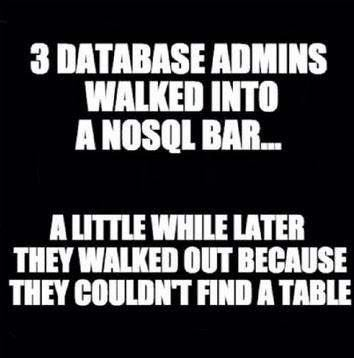 3 DATABASE ADMINS
WALKED INTO
A NOSQL BAR...
A LITTLE WHILE LATER
THEY WALKED OUT BECAUSE
THEY COULDN'T FIND A TABLE